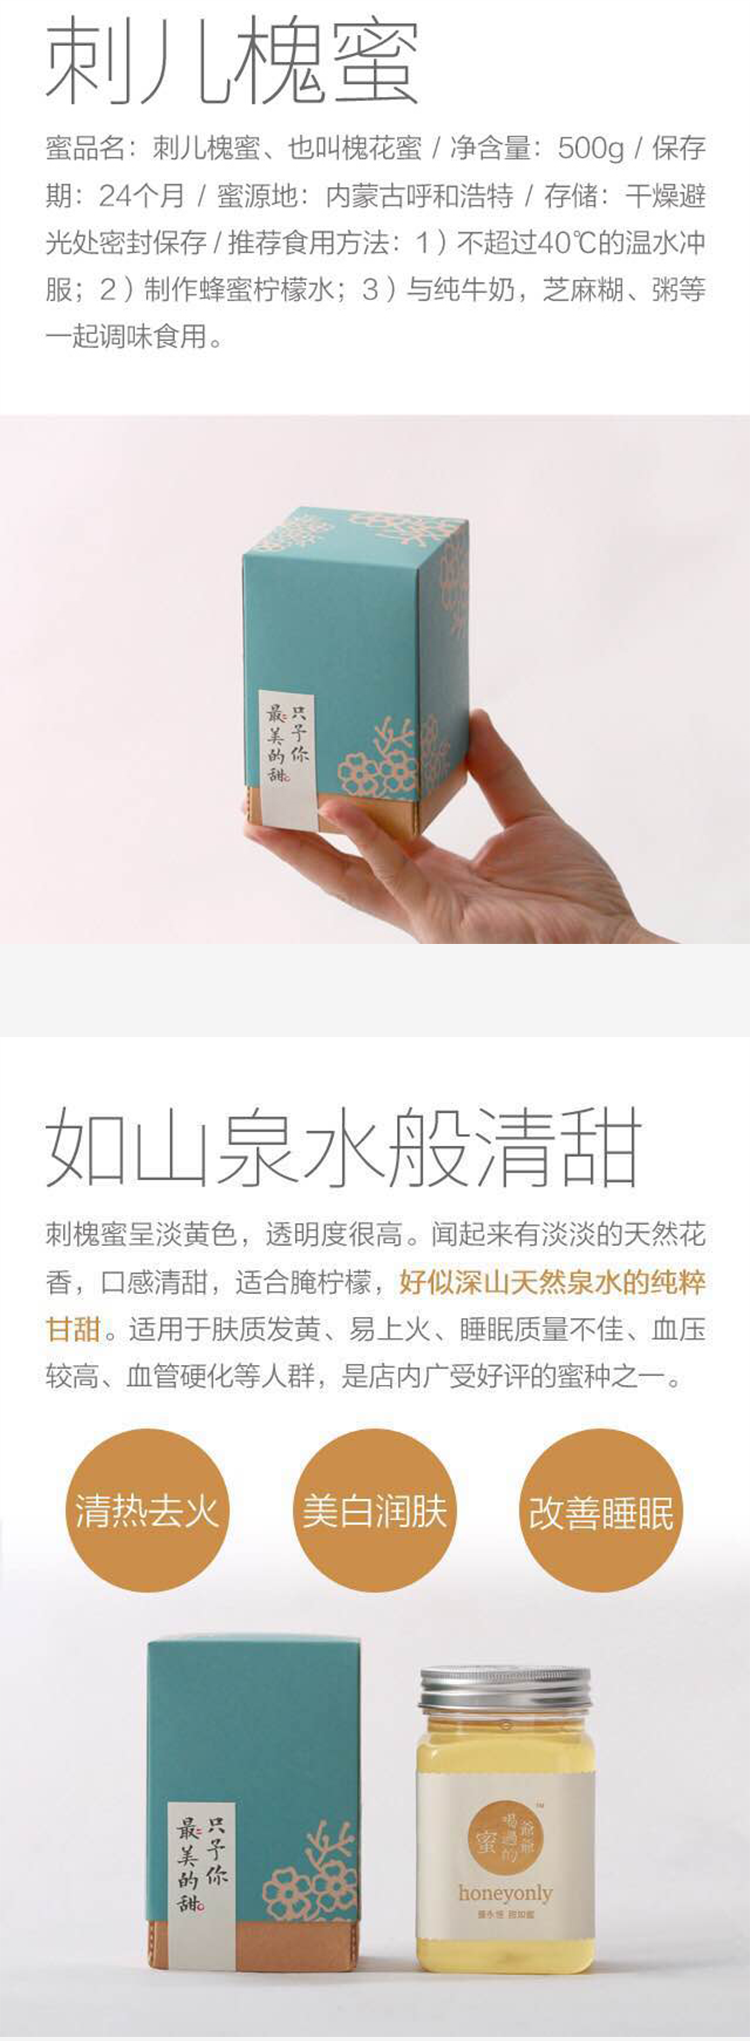 刺儿槐蜜
蜜品名：刺儿槐蜜、也叫槐花蜜 / 净含量：500g / 保存
期：24个月 / 蜜源地：内蒙古呼和浩特 / 存储：干燥避
光处密封保存 / 推荐食用方法：1）不超过40℃的温水冲
服；2）制作蜂蜜柠檬水；3）与纯牛奶，芝麻糊、粥等
一起调味食用。
只予你
最美的甜
如山泉水般清甜
刺槐蜜呈淡黄色，透明度很高。闻起来有淡淡的天然花
香，口感清甜，适合腌柠檬，好似深山天然泉水的纯粹
甘甜。适用于肤质发黄、易上火、睡眠质量不佳、血压
较高、血管硬化等人群，是店内广受好评的蜜种之一。
清热去火
美白润肤
改善睡眠
只予你
最美的甜
爷爷
喝過的
蜜
TM
honeyonly